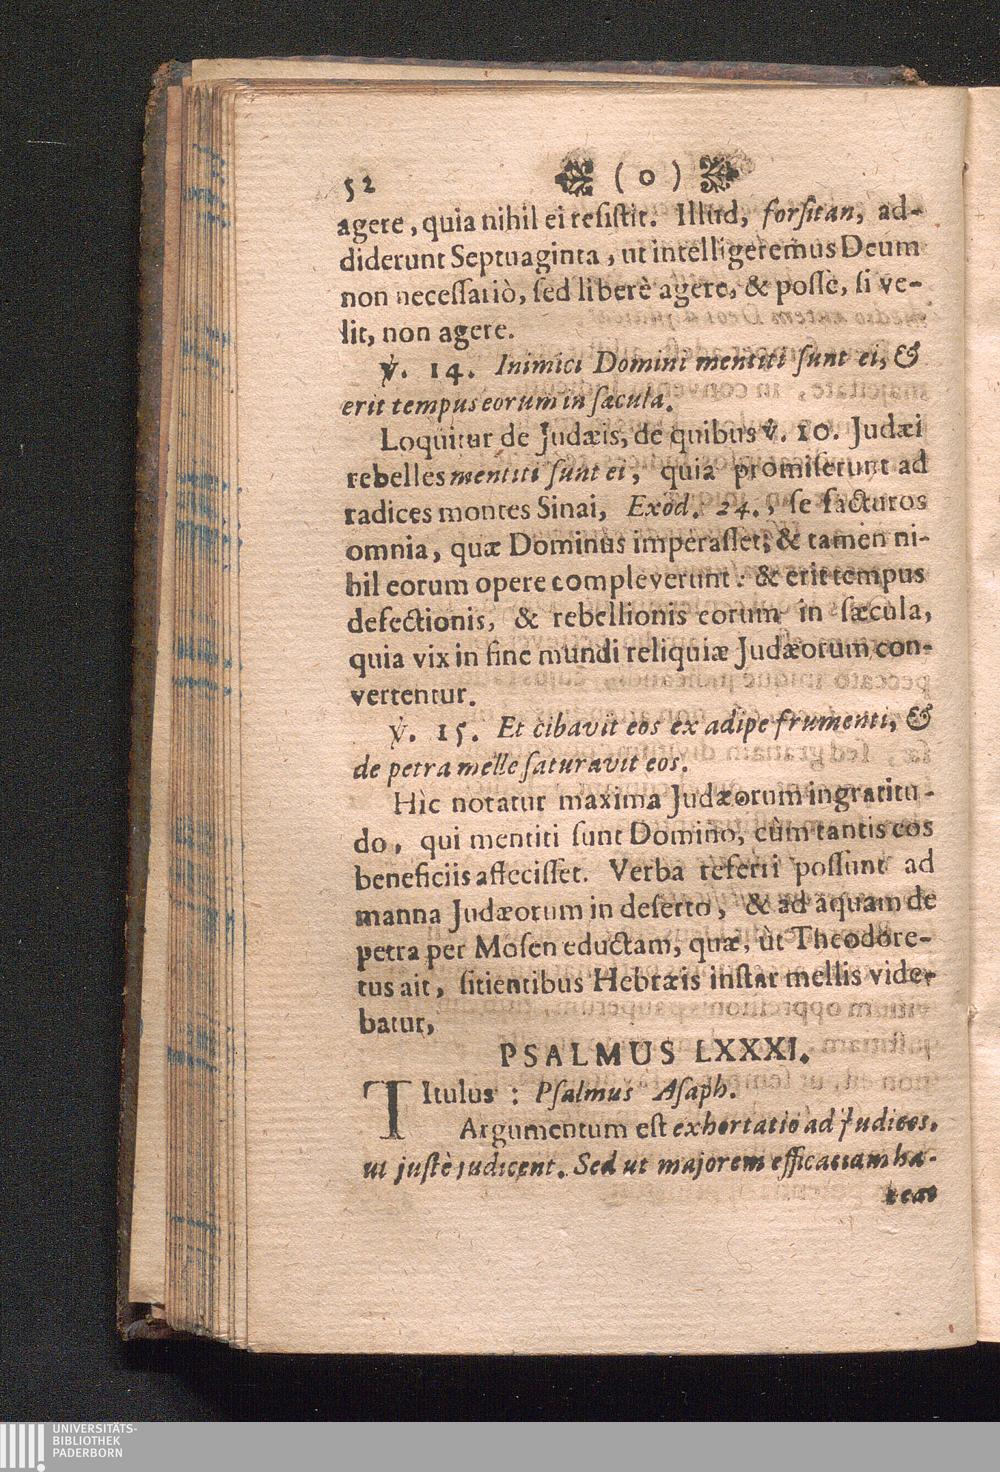 52 ( o )
agere, quia nihil ei resistit. Illud, forsitan, ad-
diderunt Septuaginta, ut intelligeremus Deum
non necessariò, sed liberè agere, & posse, si ve-
lit, non agere.
℣. 14. Inimici Domini mentiti sunt ei, &
erit tempus eorum in sæcula.
Loquitur de Judæis, de quibus ℣. 10. Judæi
rebelles mentiti sunt ei, quia promiserunt ad
radices montes Sinai, Exod. 24., se facturos
omnia, quæ Dominus imperasset; & tamen ni-
hil eorum opere compleverunt: & erit tempus
defectionis, & rebellionis eorum in sæcula,
quia vix in fine mundi reliquiæ Judæorum con-
vertentur.
℣. 15. Et cibavit eos ex adipe frumenti, &
de petra melle saturavit eos.
Hìc notatur maxima Judæorum ingratitu-
do, qui mentiti sunt Domino, cùm tantis eos
beneficiis affecisset. Verba referri possunt ad
manna Judæorum in deserto, & ad aquam de
petra per Mosen eductam, quæ, ùt Theodore-
tus ait, sitientibus Hebræis instar mellis vide-
batur,
PSALMUS LXXXI.
TItulus: Psalmus Asaph.
Argumentum est exhortatio ad Judices,
ut justè judicent. Sed ut majorem efficaciam ha-
beat
UNIVERSITÄTS-
BIBLIOTHEK
PADERBORN